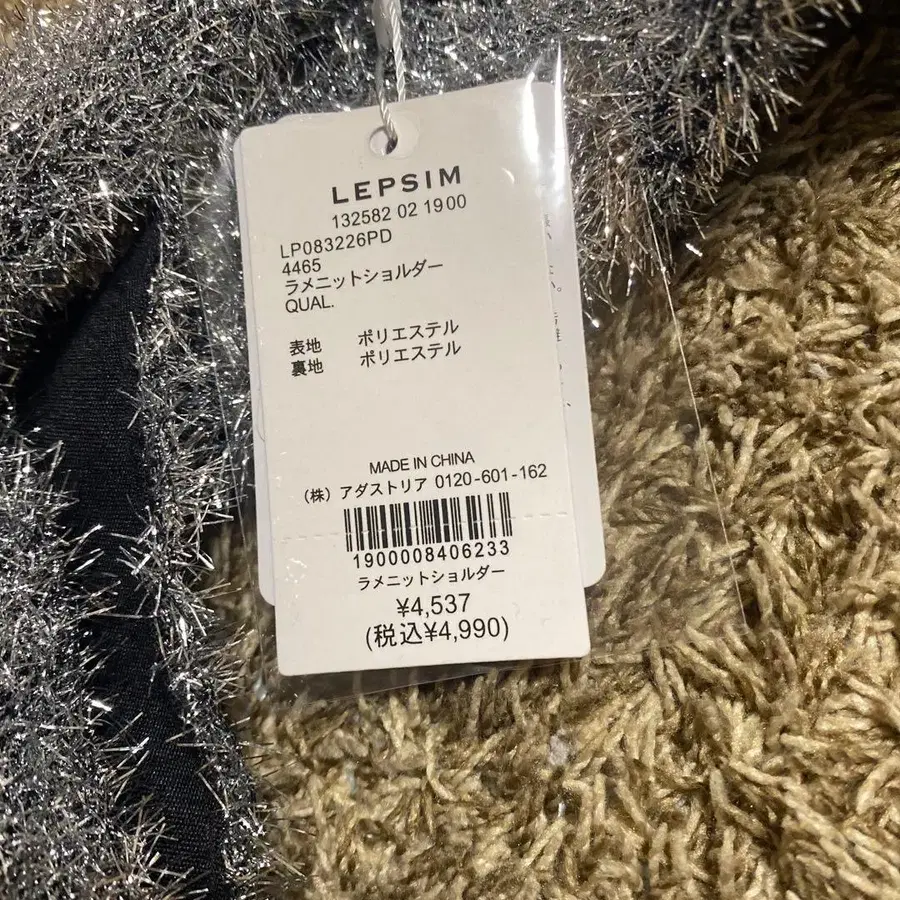 LEPSIM
132582 02 19 00
LP083226PD
4465
ラメニットショルダー
QUAL.
表地 ポリエステル
裏地 ポリエステル
MADE IN CHINA
(株) アダストリア 0120-601-162
1900008406233
ラメニットショルダー
¥4,537
(税込¥4,990)